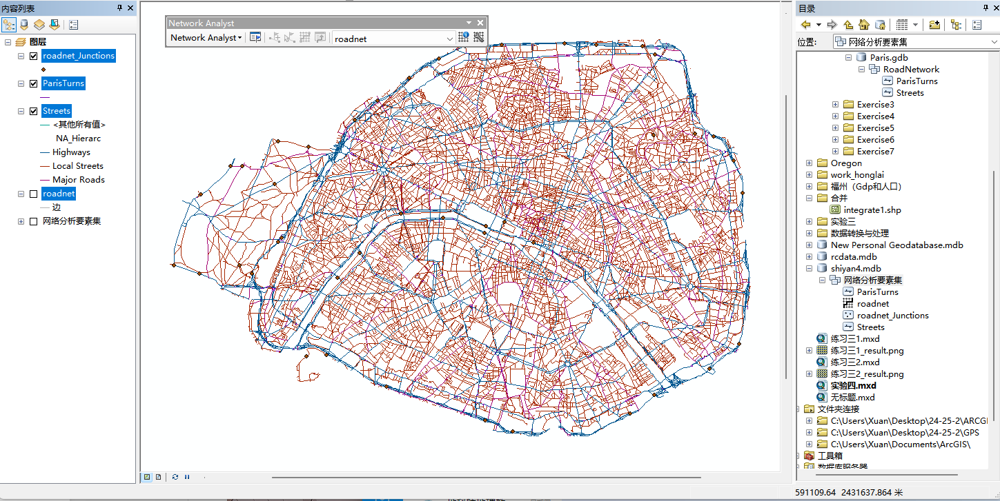 内容列表
图层
roadnet_Junctions
ParisTurns
Streets
<其他所有值>
NA_Hierarc
Highways
Local Streets
Major Roads
roadnet
边
网络分析要素集
Network Analyst
Network Analyst
roadnet
目录
位置:
网络分析要素集
Paris.gdb
RoadNetwork
ParisTurns
Streets
Exercise3
Exercise4
Exercise5
Exercise6
Exercise7
Oregon
work_honglai
福州（Gdp和人口）
合并
integrate1.shp
实验三
数据转换与处理
New Personal Geodatabase.mdb
rcdata.mdb
shiyan4.mdb
网络分析要素集
ParisTurns
roadnet
roadnet_Junctions
Streets
练习三1.mxd
练习三1_result.png
练习三2.mxd
练习三2_result.png
实验四.mxd
无标题.mxd
文件夹连接
C:\Users\Xuan\Desktop\24-25-2\ARCGI
C:\Users\Xuan\Desktop\24-25-2\GPS
C:\Users\Xuan\Documents\ArcGIS\
工具箱
数据库服务器
591109.64 2431637.864 米